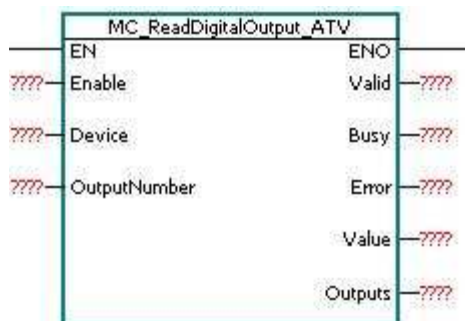 MC_ReadDigitalOutput_ATV
EN ENO
???? Enable Valid ????
???? Device Busy ????
???? OutputNumber Error ????
Value ????
Outputs ????